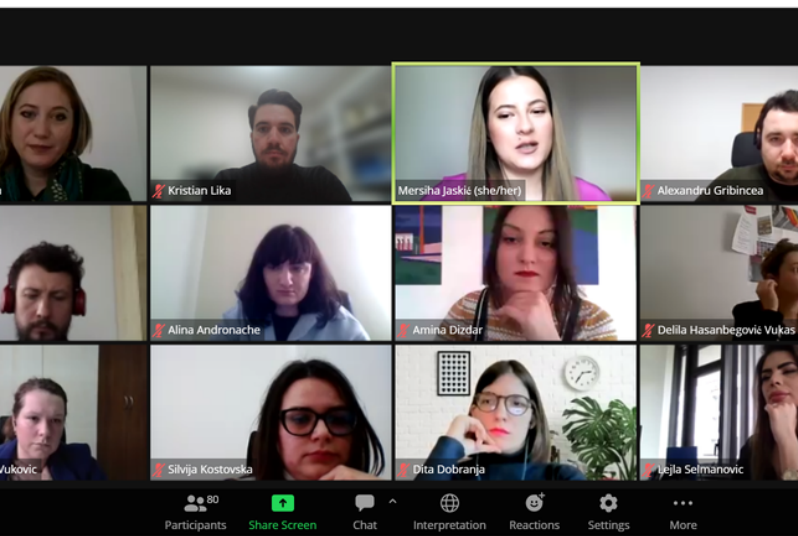 Kristian Lika
Mersiha Jaskić (she/her)
Alexandru Gribincea
Alina Andronache
Amina Dizdar
Delila Hasanbegović Vukas
Vukovic
Silvija Kostovska
Dita Dobranja
Lejla Selmanovic
80
Participants
Share Screen
Chat
Interpretation
Reactions
Settings
More